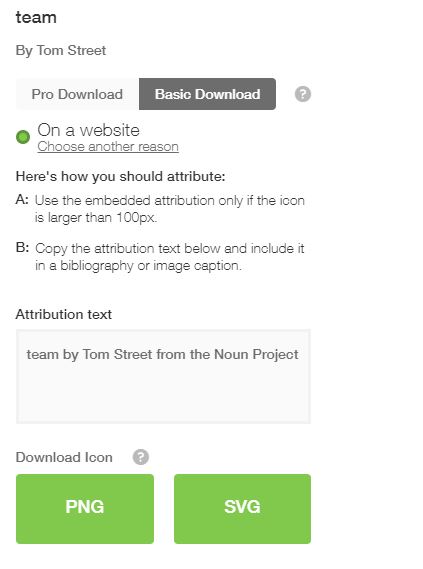 team
By Tom Street
Pro Download Basic Download ?
On a website
Choose another reason
Here's how you should attribute:
A: Use the embedded attribution only if the icon
is larger than 100px.
B: Copy the attribution text below and include it
in a bibliography or image caption.
Attribution text
team by Tom Street from the Noun Project
Download Icon ?
PNG SVG